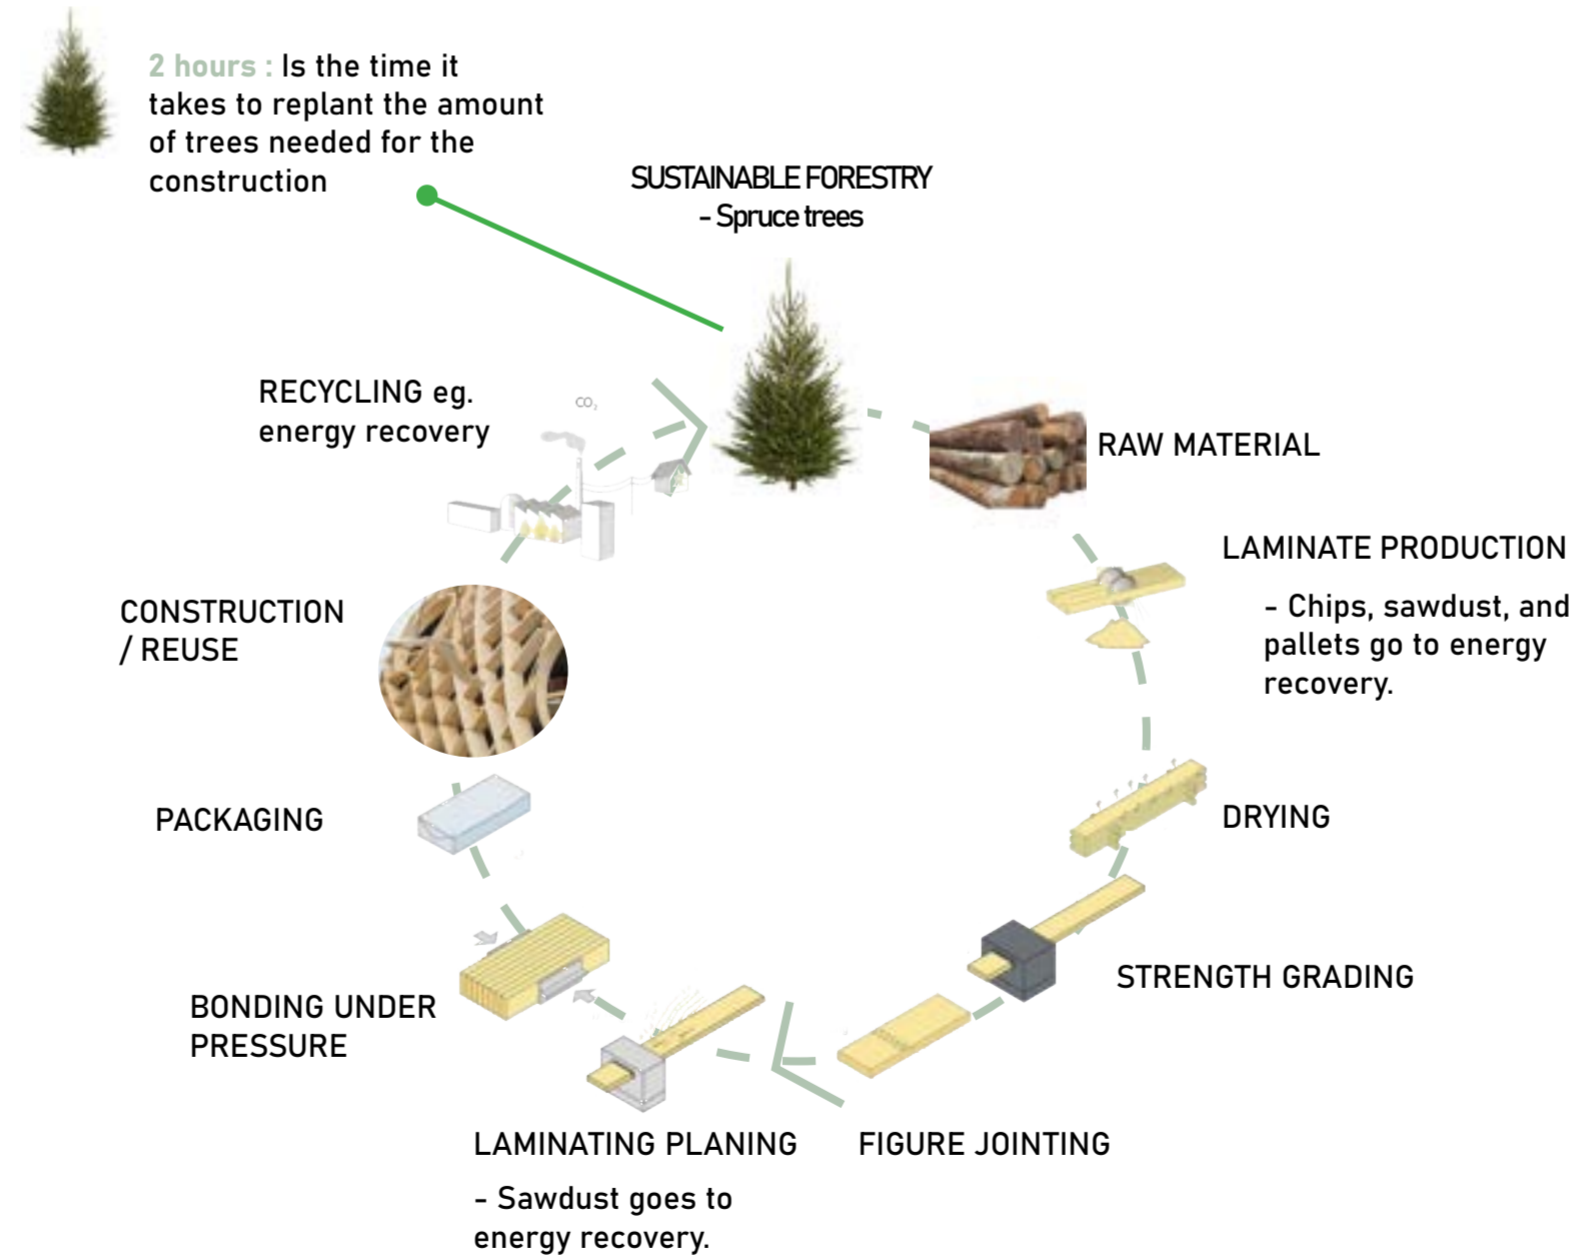 2 hours : Is the time it
takes to replant the amount
of trees needed for the
construction
SUSTAINABLE FORESTRY
- Spruce trees
RECYCLING eg.
energy recovery
CO₂
RAW MATERIAL
LAMINATE PRODUCTION
- Chips, sawdust, and
pallets go to energy
recovery.
CONSTRUCTION
/ REUSE
PACKAGING
DRYING
STRENGTH GRADING
BONDING UNDER
PRESSURE
LAMINATING PLANING
- Sawdust goes to
energy recovery.
FIGURE JOINTING